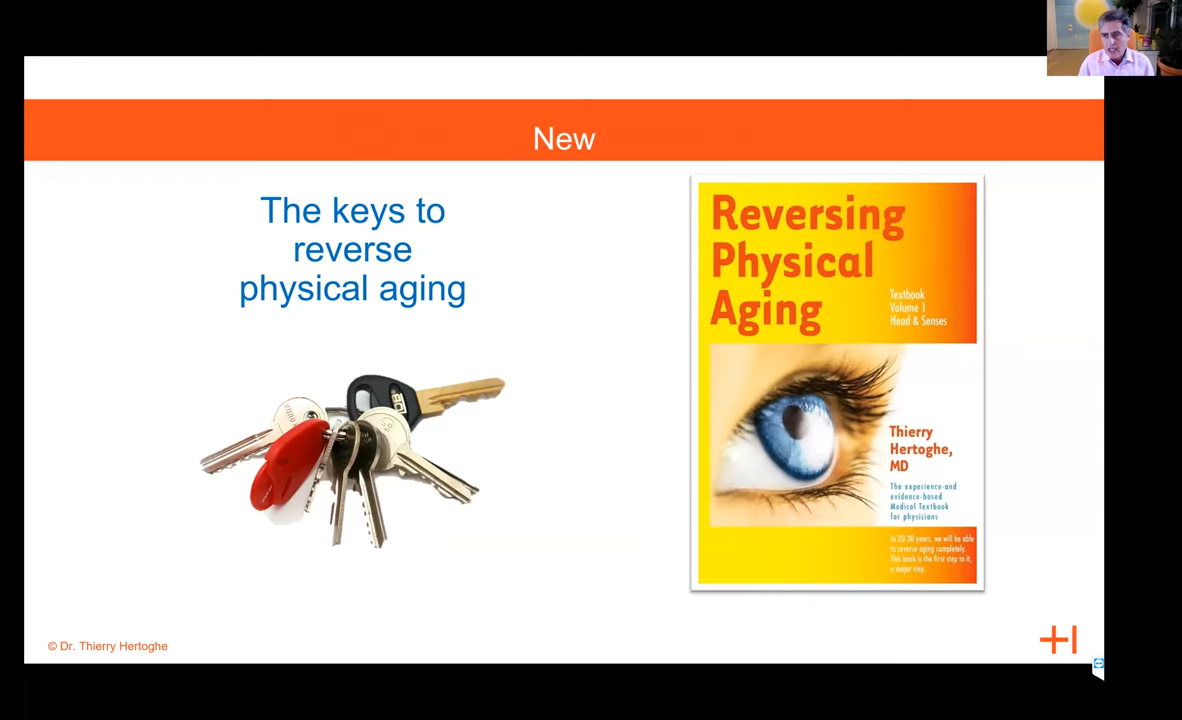 New
The keys to
reverse
physical aging
Reversing
Physical
Aging
Textbook
Volume 1
Head & Senses
Thierry
Hertoghe,
MD
The experience-and
evidence-based
Medical Textbook
for physicians
In 20-30 years, we will be able
to reverse aging completely.
This book is the first step to it,
a major step.
© Dr. Thierry Hertoghe